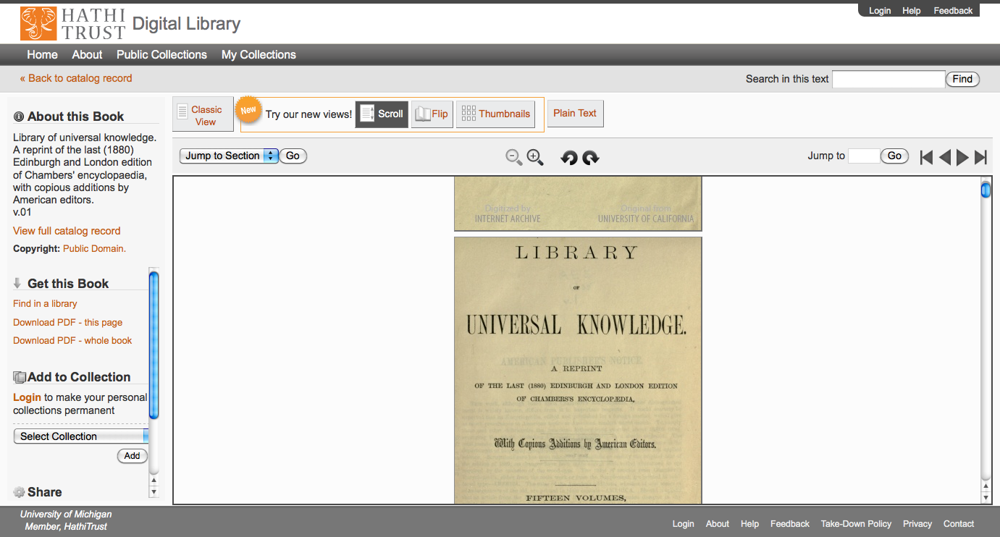 HATHI
TRUST
Digital Library
Login Help Feedback
Home About Public Collections My Collections
« Back to catalog record
Search in this text
Find
About this Book
Library of universal knowledge.
A reprint of the last (1880)
Edinburgh and London edition
of Chambers' encyclopaedia,
with copious additions by
American editors.
v.01
View full catalog record
Copyright: Public Domain.
Get this Book
Find in a library
Download PDF - this page
Download PDF - whole book
Add to Collection
Login to make your personal
collections permanent
Select Collection
Add
Share
Classic
View
New
Try our new views!
Scroll
Flip
Thumbnails
Plain Text
Jump to Section
Go
Jump to
Go
Digitized by
INTERNET ARCHIVE
Original from
UNIVERSITY OF CALIFORNIA
LIBRARY
OF
UNIVERSAL KNOWLEDGE.
AMERICAN PUBLISHER'S NOTICE.
A REPRINT
OF THE LAST (1880) EDINBURGH AND LONDON EDITION
OF CHAMBERS'S ENCYCLOPÆDIA,
With Copious Additions by American Editors.
FIFTEEN VOLUMES,
University of Michigan
Member, HathiTrust
Login About Help Feedback Take-Down Policy Privacy Contact